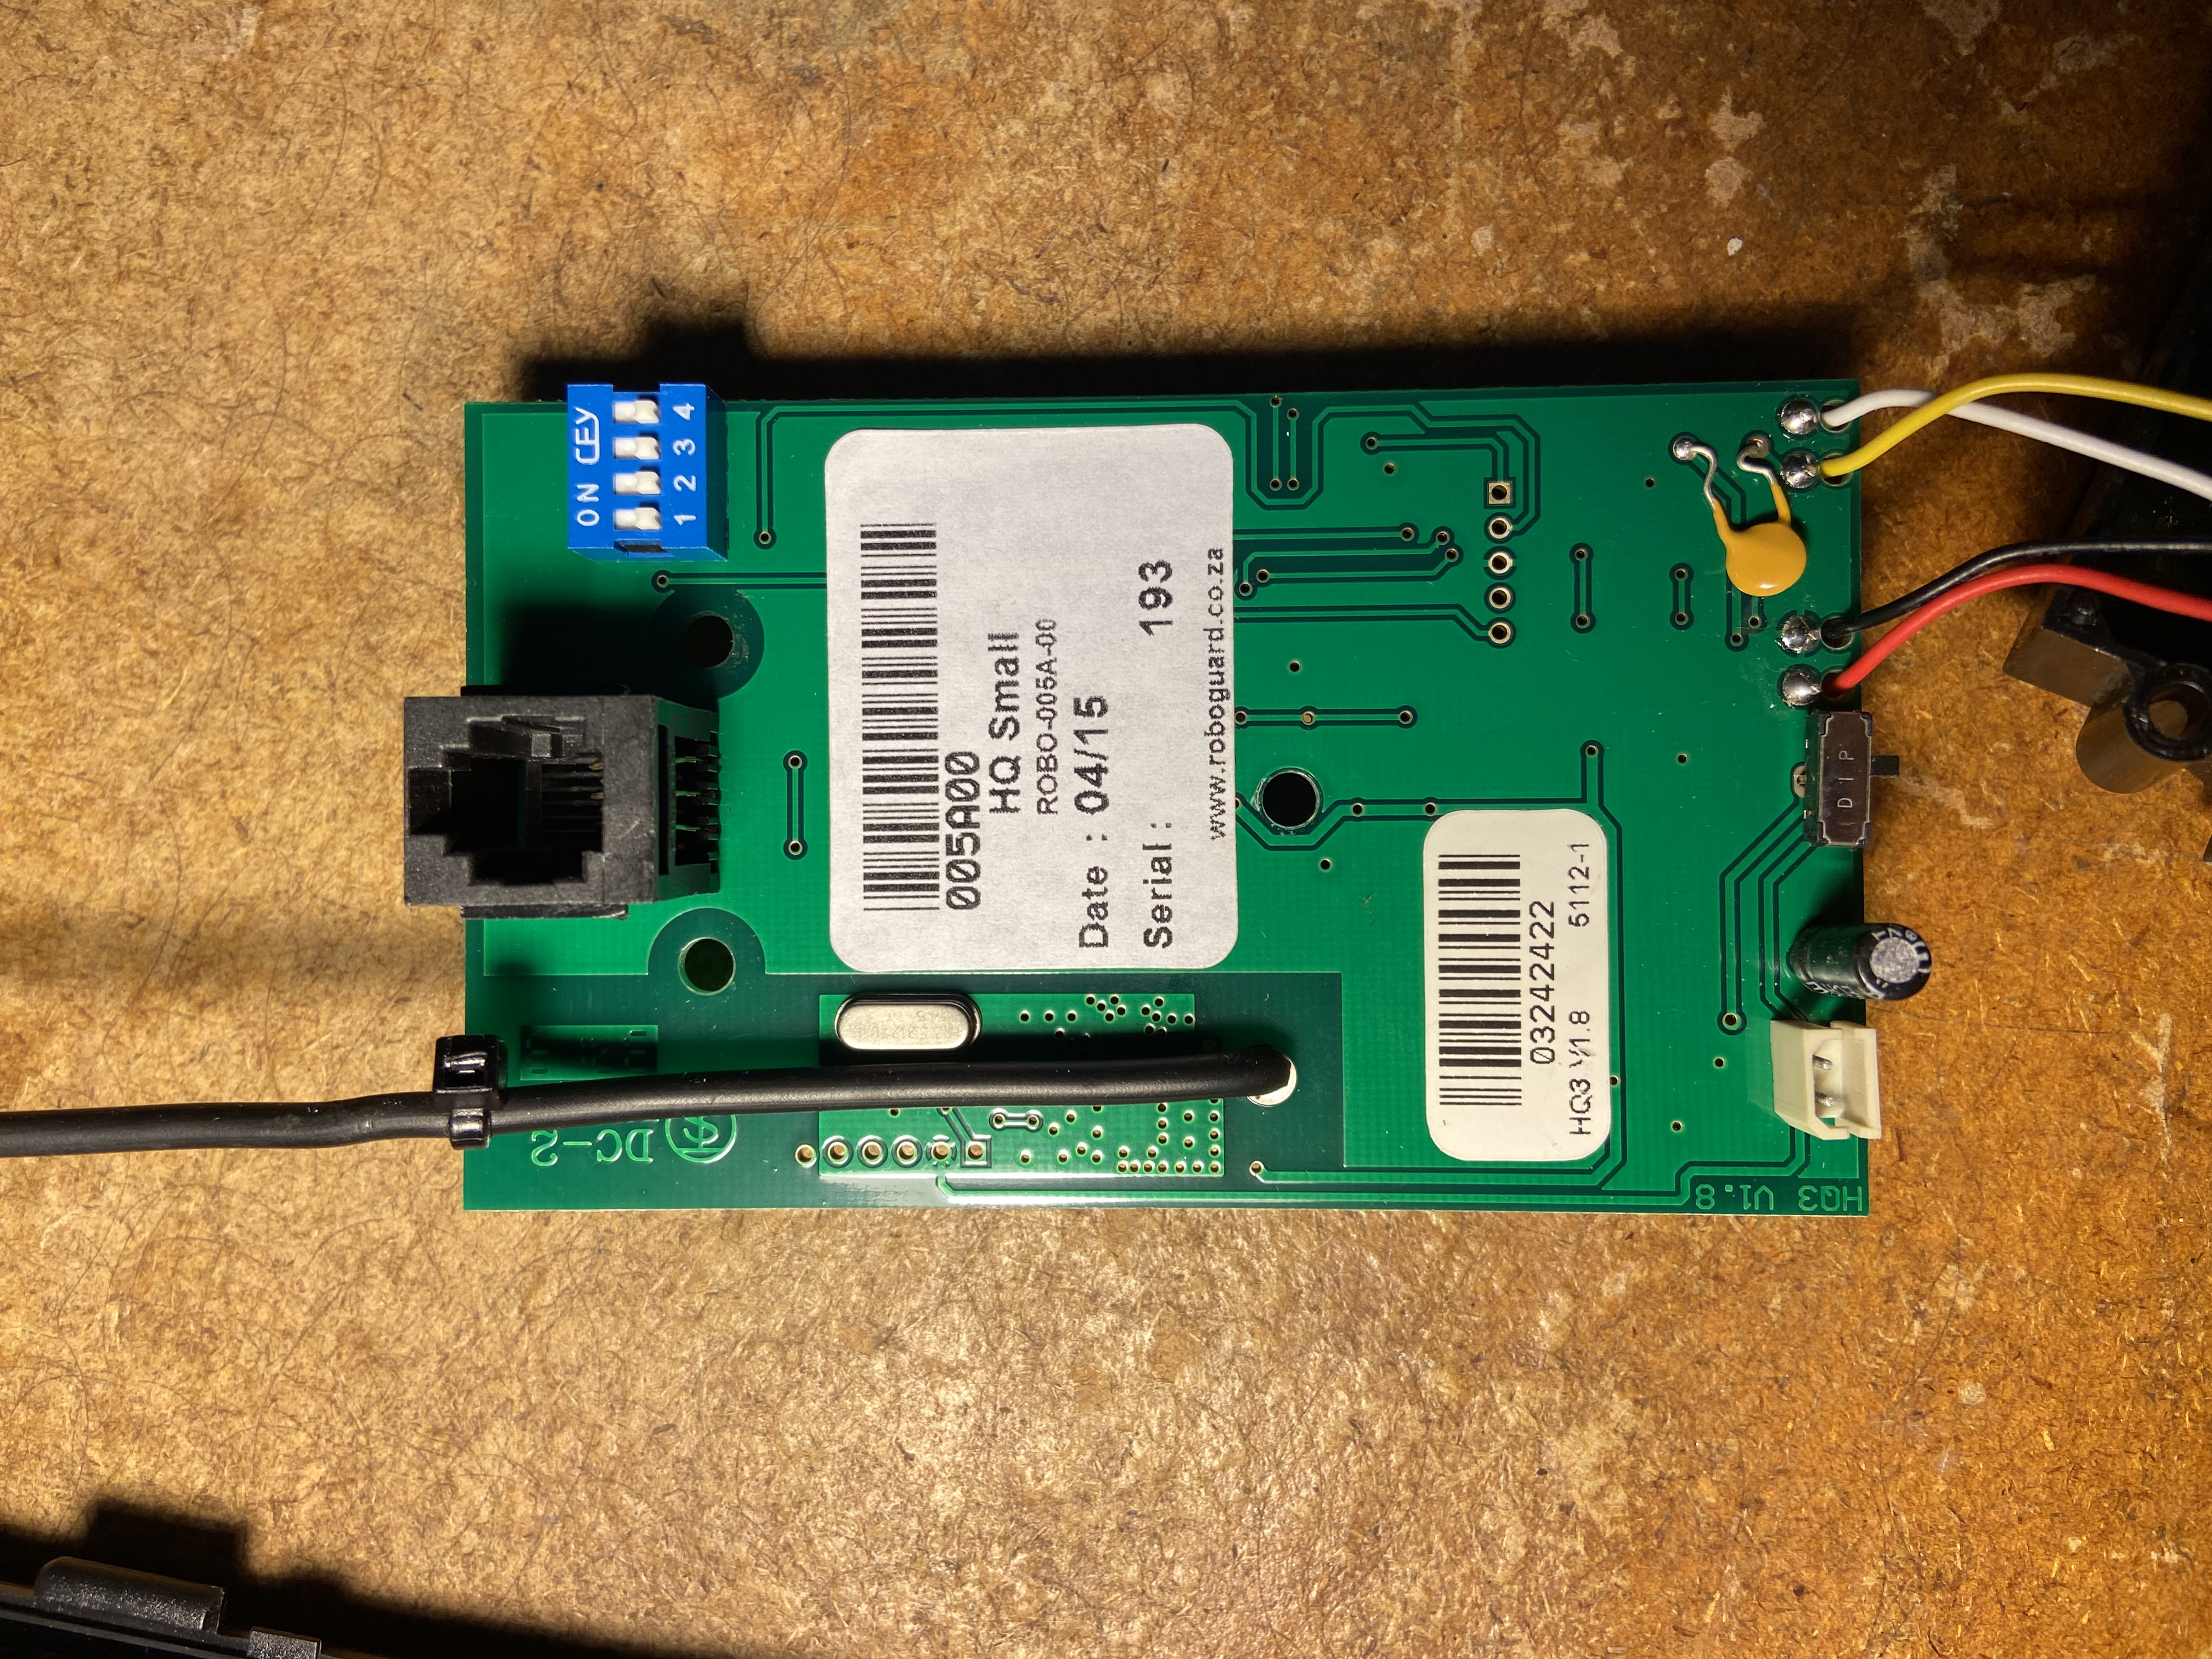 DC-2
ON CFY
1 2 3 4
005A00
HQ Small
ROBO-005A-00
Date : 04/15
Serial : 193
www.roboguard.co.za
03242422
HQ3 V1.8 5112-1
HQ3 V1.8
DIP